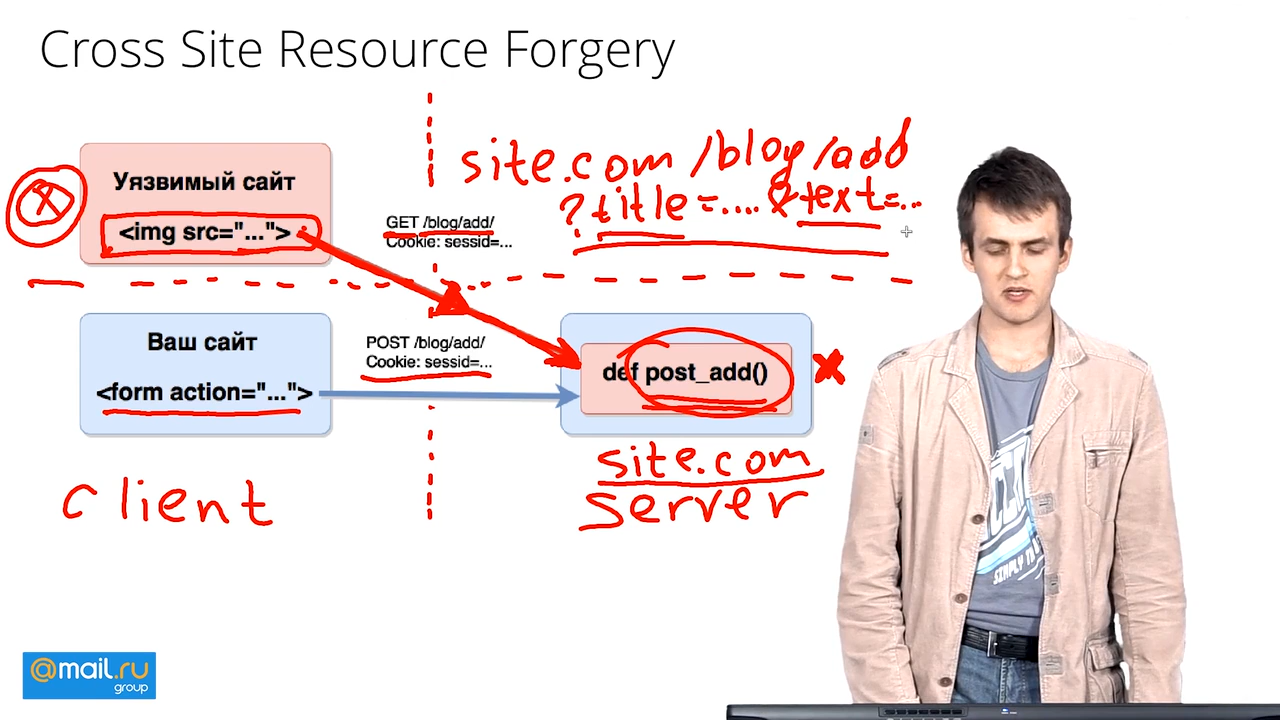 Cross Site Resource Forgery
site.com/blog/add
?title=....&text=...
Уязвимый сайт
<img src="...">
GET /blog/add/
Cookie: sessid=...
Ваш сайт
<form action="...">
POST /blog/add/
Cookie: sessid=...
def post_add()
site.com
client
server
SIMPLY
@mail.ru
group